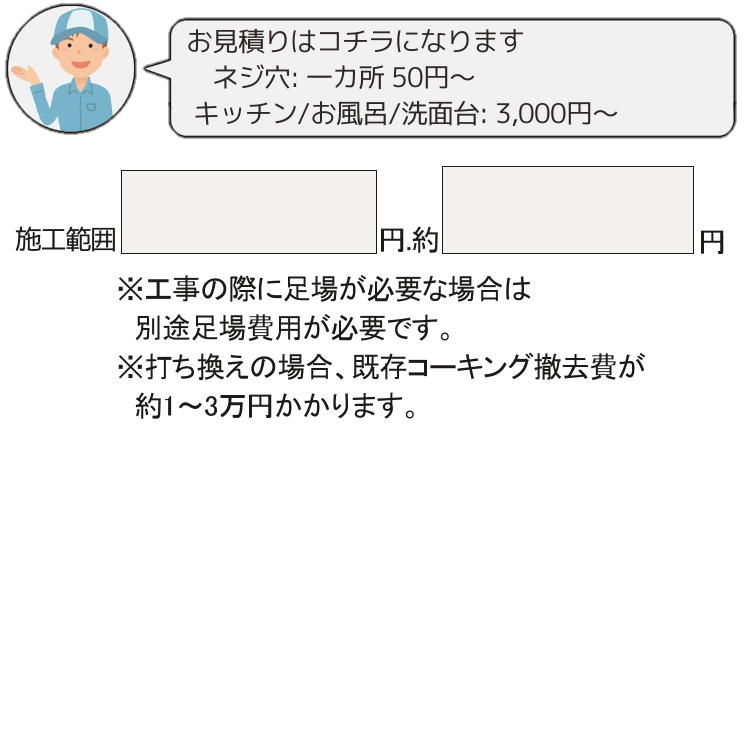 お見積りはコチラになります
ネジ穴: 一カ所 50円～
キッチン/お風呂/洗面台: 3,000円～
施工範囲 円.約 円
※工事の際に足場が必要な場合は
別途足場費用が必要です。
※打ち換えの場合、既存コーキング撤去費が
約1～3万円かかります。